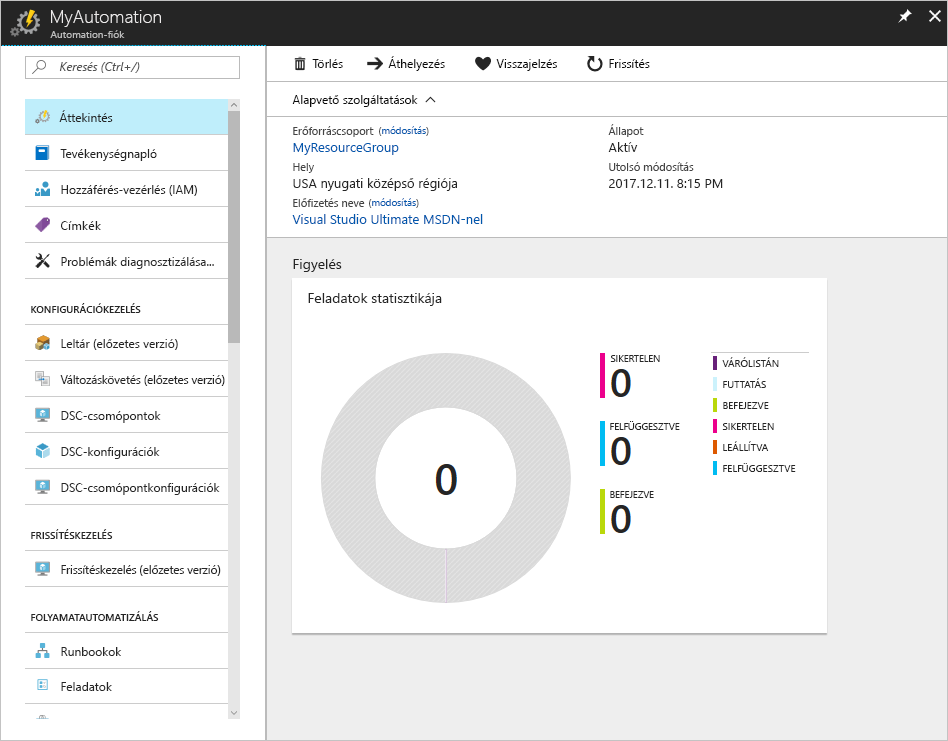 MyAutomation
Automation-fiók
Keresés (Ctrl+/)
Áttekintés
Tevékenységnapló
Hozzáférés-vezérlés (IAM)
Címkék
Problémák diagnosztizálása...
KONFIGURÁCIÓKEZELÉS
Leltár (előzetes verzió)
Változáskövetés (előzetes verzió)
DSC-csomópontok
DSC-konfigurációk
DSC-csomópontkonfigurációk
FRISSÍTÉSKEZELÉS
Frissítéskezelés (előzetes verzió)
FOLYAMATAUTOMATIZÁLÁS
Runbookok
Feladatok
Törlés Áthelyezés Visszajelzés Frissítés
Alapvető szolgáltatások
Erőforráscsoport (módosítás)
MyResourceGroup
Hely
USA nyugati középső régiója
Előfizetés neve (módosítás)
Visual Studio Ultimate MSDN-nel
Állapot
Aktív
Utolsó módosítás
2017.12.11. 8:15 PM
Figyelés
Feladatok statisztikája
0
SIKERTELEN
0
FELFÜGGESZTVE
0
BEFEJEZVE
0
VÁRÓLISTÁN
FUTTATÁS
BEFEJEZVE
SIKERTELEN
LEÁLLÍTVA
FELFÜGGESZTVE